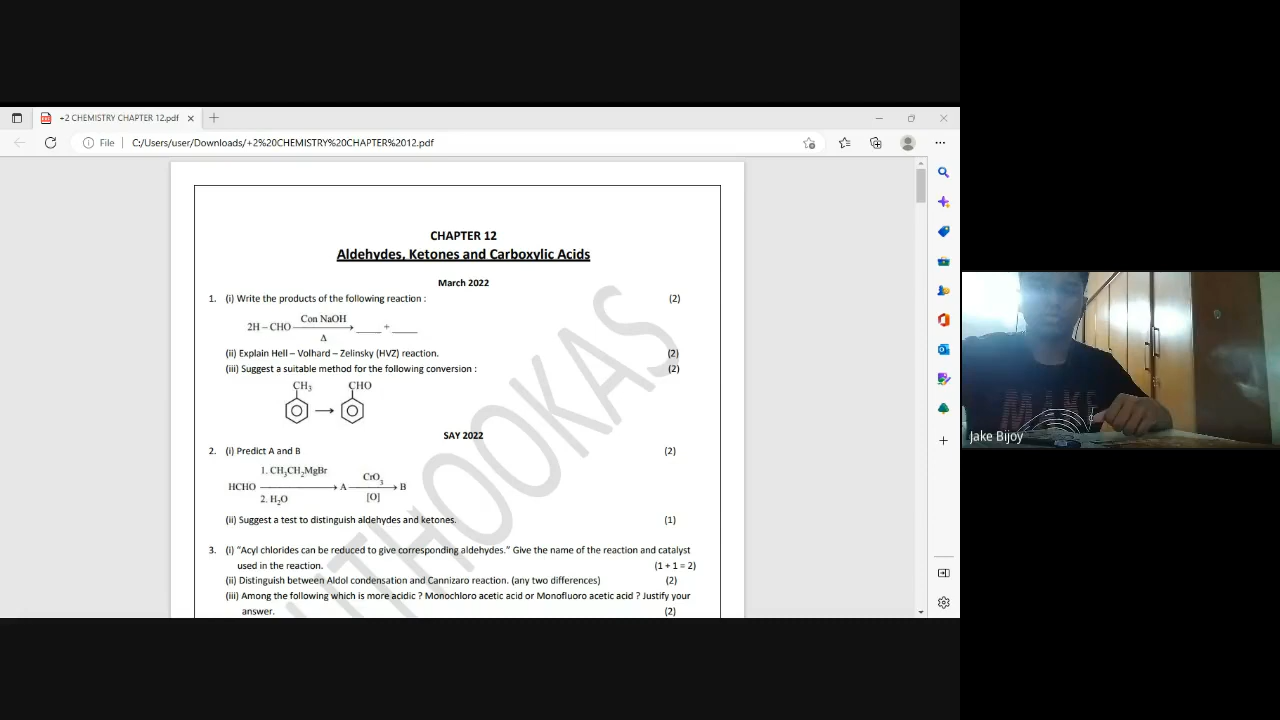 +2 CHEMISTRY CHAPTER 12.pdf
File C:/Users/user/Downloads/+2%20CHEMISTRY%20CHAPTER%2012.pdf
CHAPTER 12
Aldehydes, Ketones and Carboxylic Acids
March 2022
1. (i) Write the products of the following reaction : (2)
Con NaOH
2H – CHO ⟶ ____ + ____
Δ
(ii) Explain Hell – Volhard – Zelinsky (HVZ) reaction. (2)
(iii) Suggest a suitable method for the following conversion : (2)
CH₃ CHO
→
SAY 2022
2. (i) Predict A and B (2)
1. CH₃CH₂MgBr CrO₃
HCHO ⟶ A ⟶ B
2. H₂O [O]
(ii) Suggest a test to distinguish aldehydes and ketones. (1)
3. (i) “Acyl chlorides can be reduced to give corresponding aldehydes.” Give the name of the reaction and catalyst
used in the reaction. (1 + 1 = 2)
(ii) Distinguish between Aldol condensation and Cannizaro reaction. (any two differences) (2)
(iii) Among the following which is more acidic ? Monochloro acetic acid or Monofluoro acetic acid ? Justify your
answer. (2)
HOOKAS
MAKE
Jake Bijoy